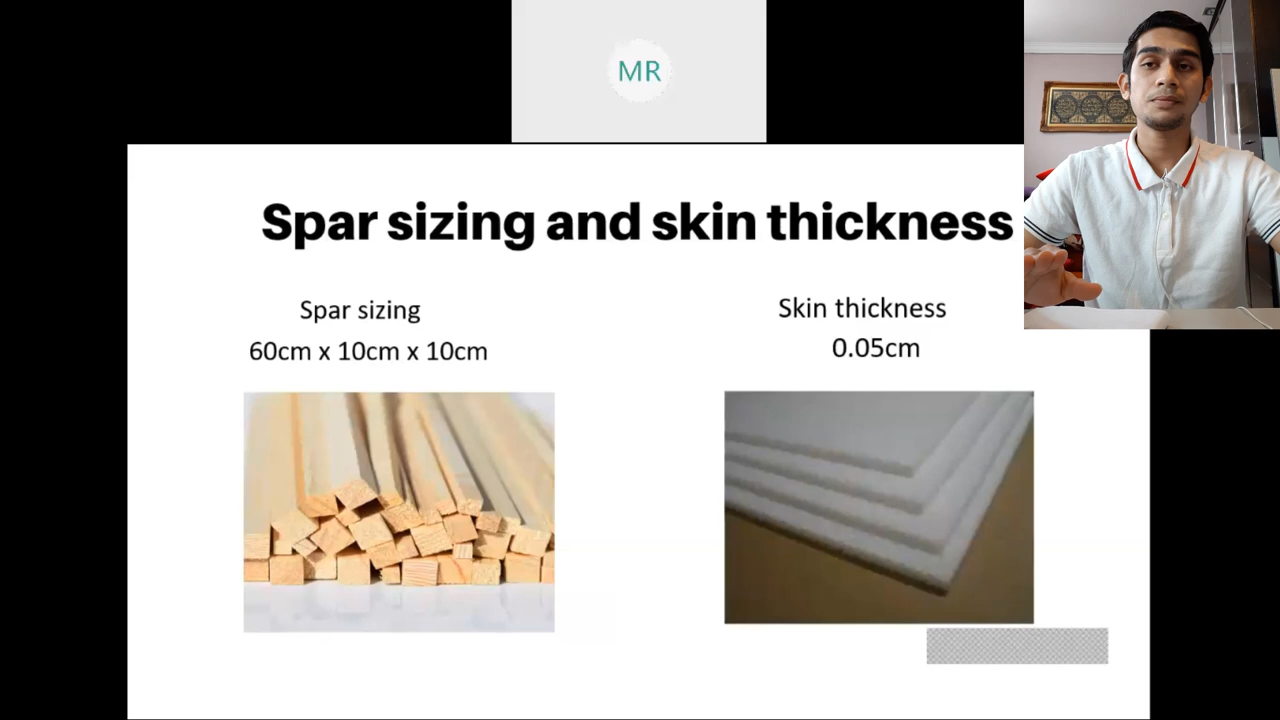 MR
Spar sizing and skin thickness
Spar sizing
60cm x 10cm x 10cm
Skin thickness
0.05cm